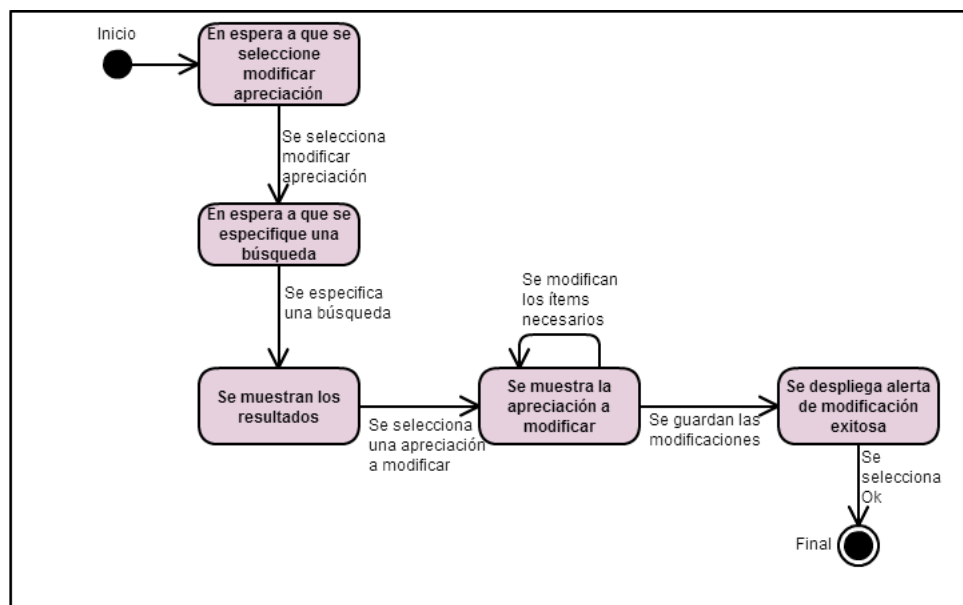 Inicio
En espera a que se
seleccione
modificar
apreciación
Se selecciona
modificar
apreciación
En espera a que se
especifique una
búsqueda
Se especifica
una búsqueda
Se muestran los
resultados
Se selecciona
una apreciación
a modificar
Se modifican
los ítems
necesarios
Se muestra la
apreciación a
modificar
Se guardan las
modificaciones
Se despliega alerta
de modificación
exitosa
Se
selecciona
Ok
Final